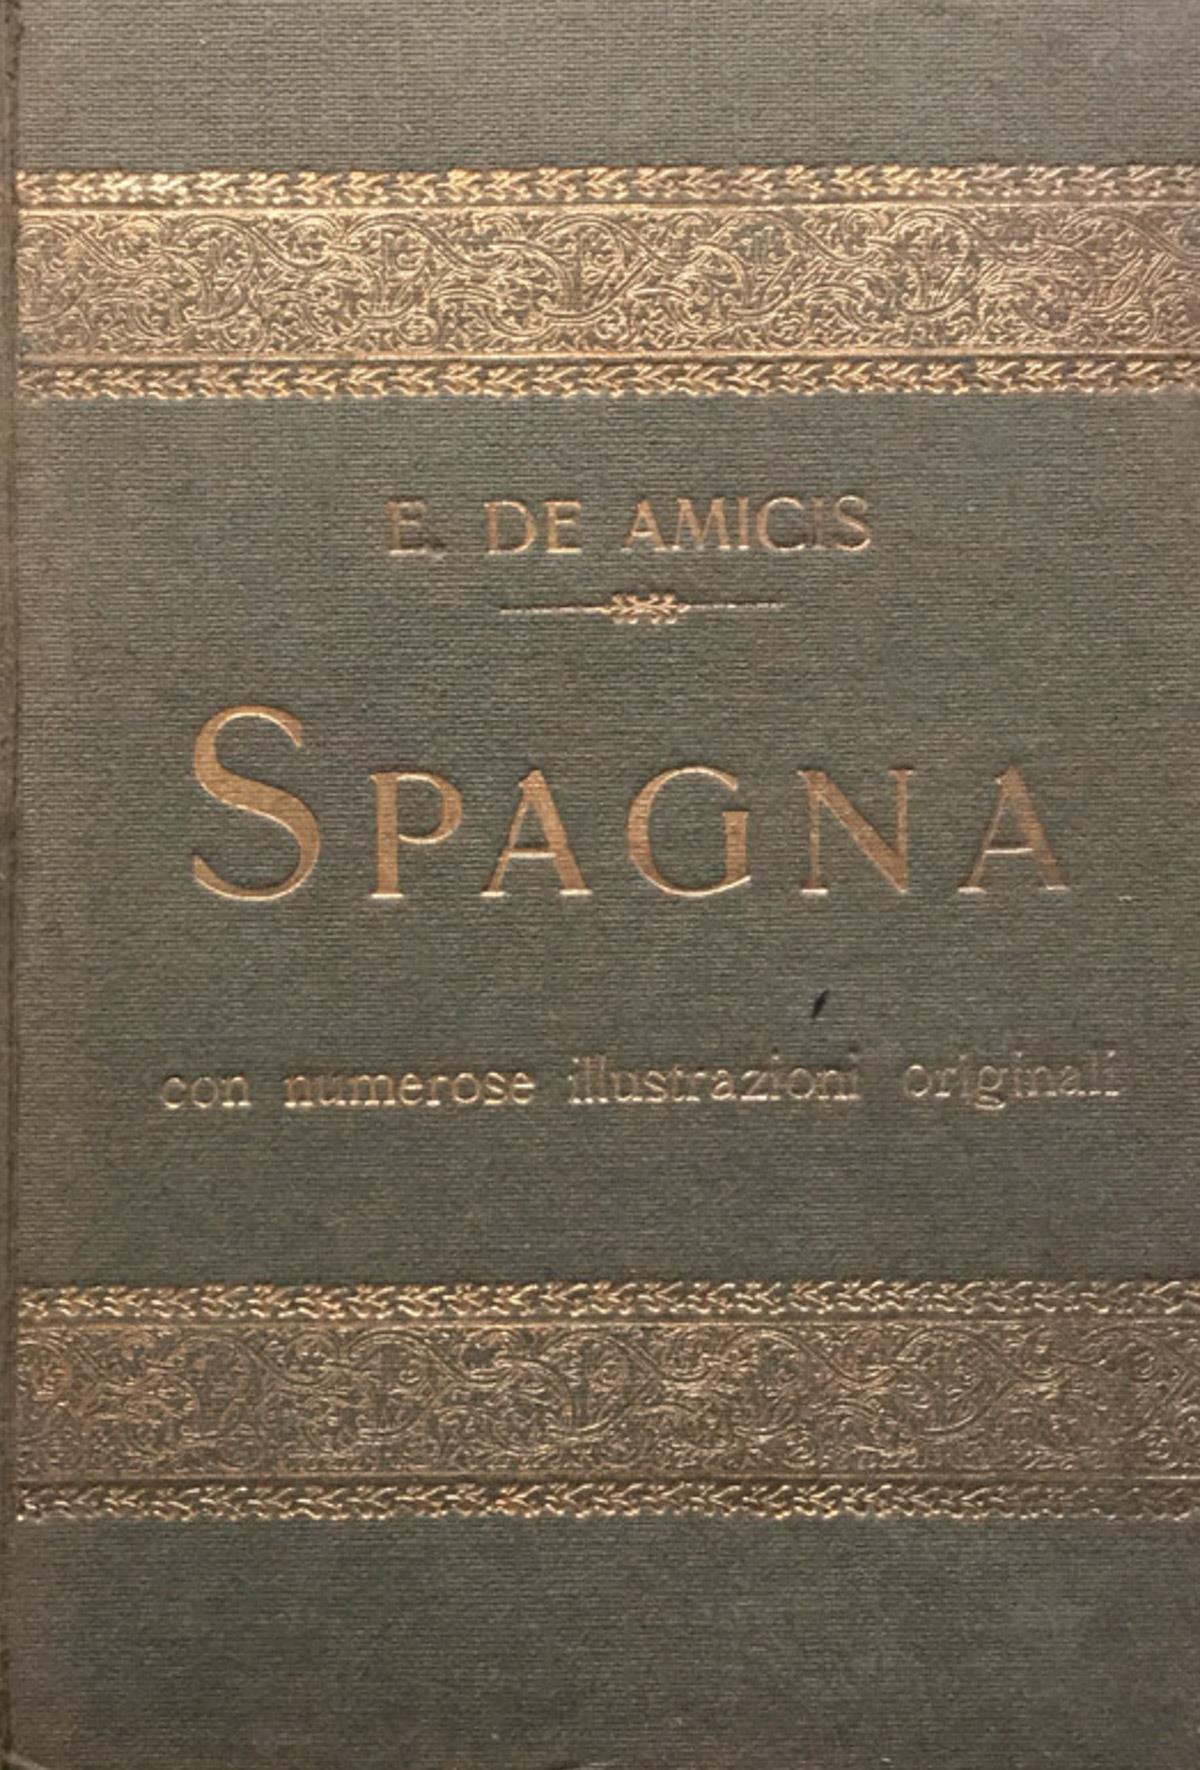 E. DE AMICIS
SPAGNA
con numerose illustrazioni originali